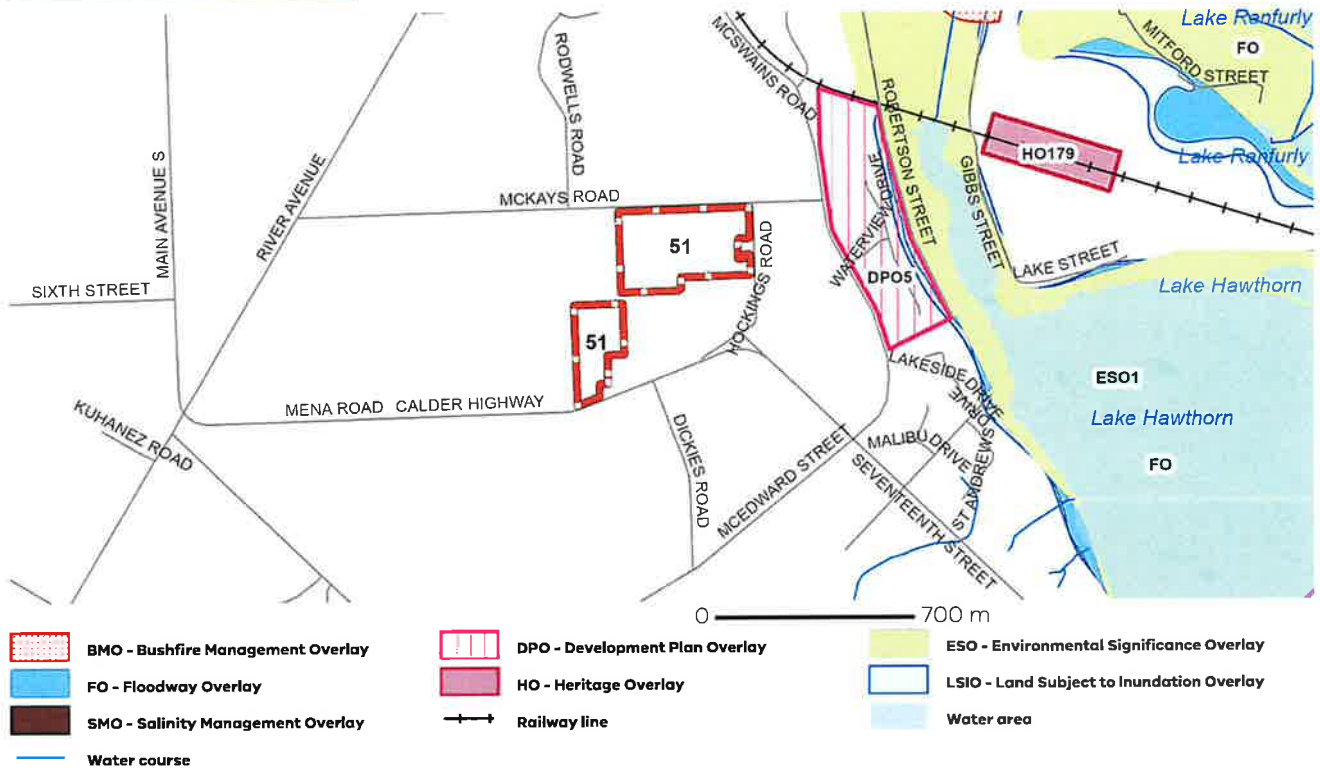 Lake Ranfurly
FO
MITFORD STREET
MCSWAINS ROAD
RODWELLS ROAD
ROBERTSON STREET
HO179
Lake Ranfurly
MAIN AVENUE S
RIVER AVENUE
MCKAYS ROAD
GIBBS STREET
51
HOCKINGS ROAD
WATERVIEW DRIVE
DPO5
LAKE STREET
Lake Hawthorn
SIXTH STREET
51
LAKESIDE DRIVE
ESO1
MENA ROAD CALDER HIGHWAY
Lake Hawthorn
KUHANEZ ROAD
DICKIES ROAD
MCEDWARD STREET
MALIBU DRIVE
ST ANDREWS DRIVE
SEVENTEENTH STREET
FO
0 700 m
BMO - Bushfire Management Overlay
FO - Floodway Overlay
SMO - Salinity Management Overlay
Water course
DPO - Development Plan Overlay
HO - Heritage Overlay
Railway line
ESO - Environmental Significance Overlay
LSIO - Land Subject to Inundation Overlay
Water area